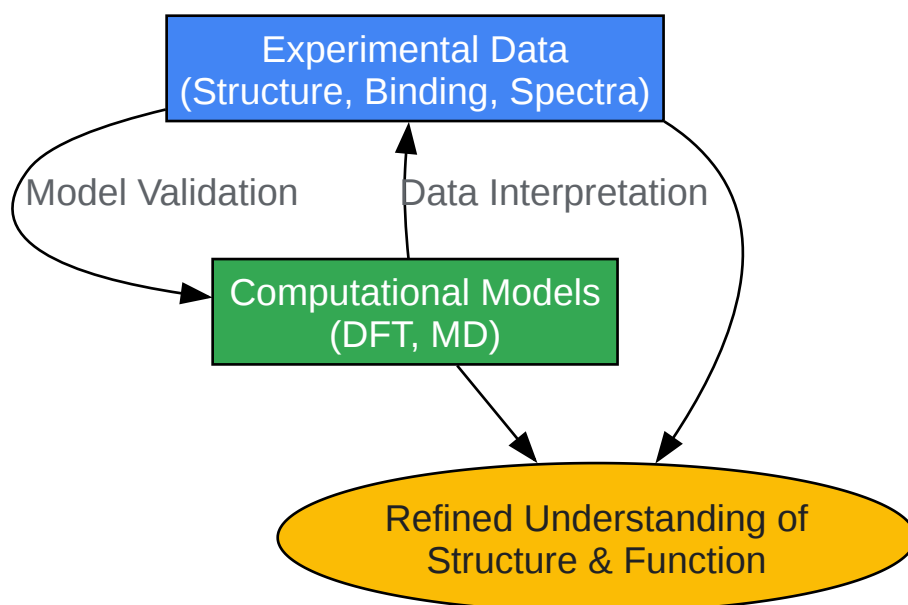 Experimental Data
(Structure, Binding, Spectra)
Model Validation
Data Interpretation
Computational Models
(DFT, MD)
Refined Understanding of
Structure & Function